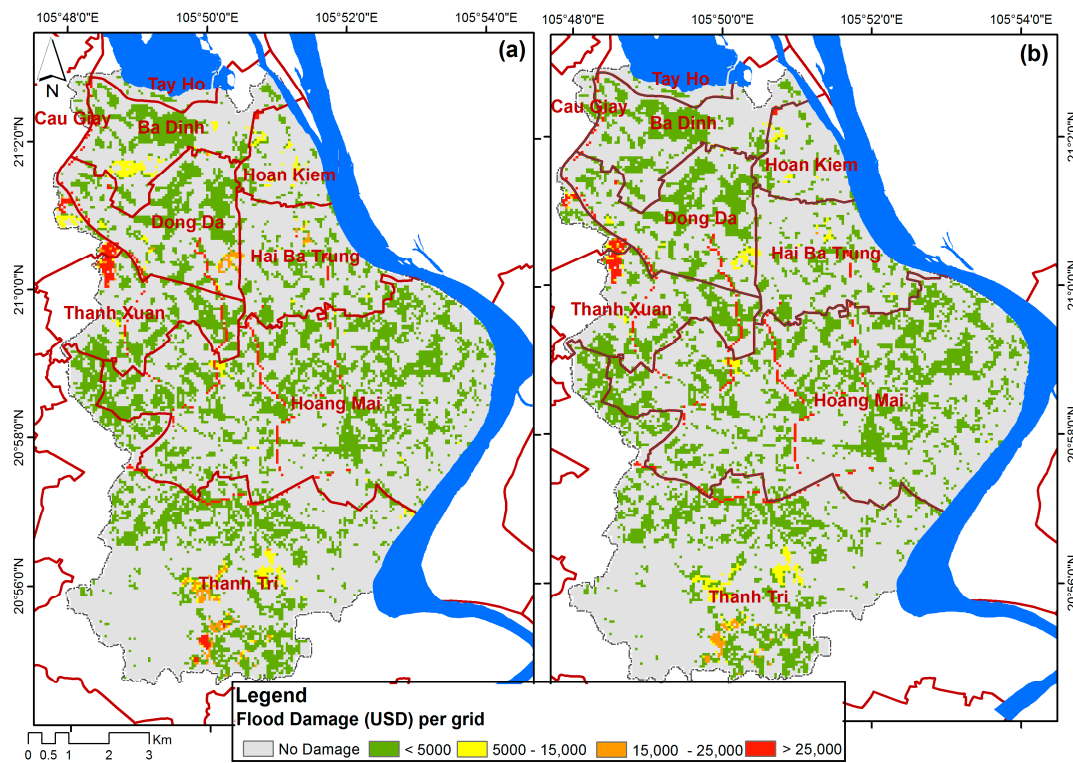 105°48'0"E 105°50'0"E 105°52'0"E 105°54'0"E 105°48'0"E 105°50'0"E 105°52'0"E 105°54'0"E
(a)
(b)
N
Tay Ho
Cau Giay
Ba Dinh
Hoan Kiem
Dong Da
Hai Ba Trung
Thanh Xuan
Hoang Mai
Thanh Tri
Tay Ho
Cau Giay
Ba Dinh
Hoan Kiem
Dong Da
Hai Ba Trung
Thanh Xuan
Hoang Mai
Thanh Tri
21°2'0"N
21°0'0"N
20°58'0"N
20°56'0"N
21°2'0"N
21°0'0"N
20°58'0"N
20°56'0"N
Legend
Flood Damage (USD) per grid
No Damage < 5000 5000 - 15,000 15,000 - 25,000 > 25,000
Km
0 0.5 1 2 3